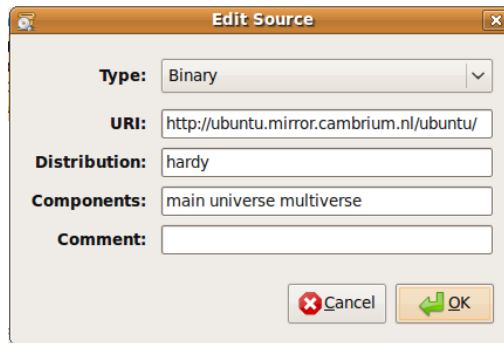 Edit Source
Type: Binary
URI: http://ubuntu.mirror.cambrium.nl/ubuntu/
Distribution: hardy
Components: main universe multiverse
Comment:
Cancel OK